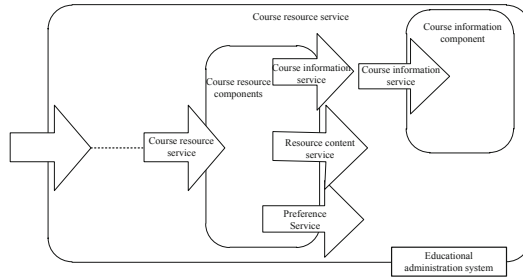 Course resource service
Course information
component
Course resource
components
Course information
service
Course information
service
Course resource
service
Resource content
service
Preference
Service
Educational
administration system